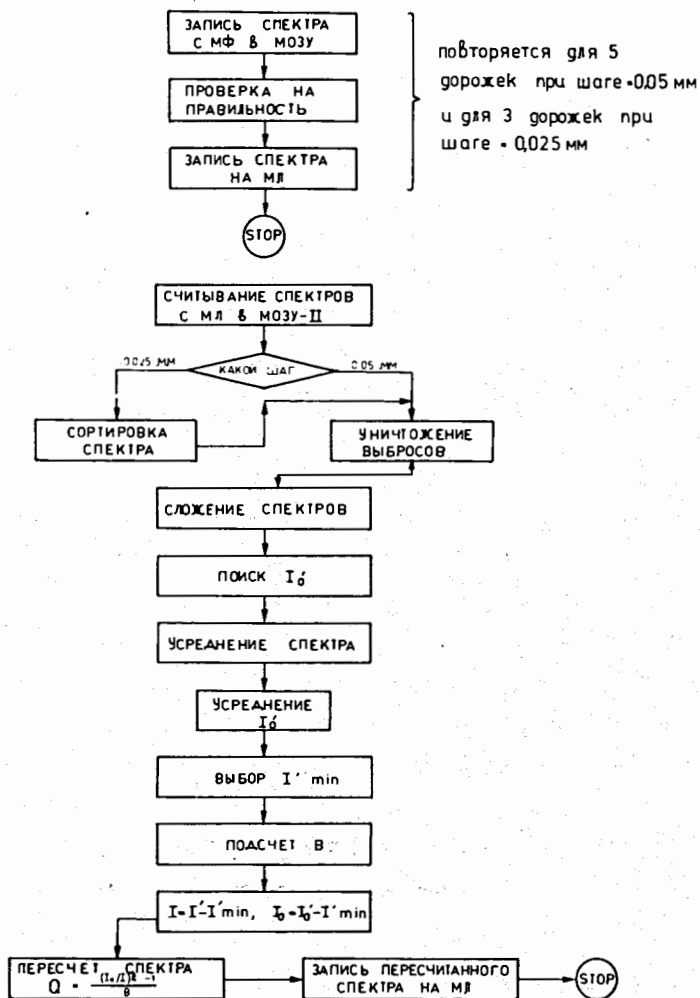 ЗАПИСЬ СПЕКТРА
С МФ В МОЗУ
ПРОВЕРКА НА
ПРАВИЛЬНОСТЬ
ЗАПИСЬ СПЕКТРА
НА МЛ
STOP
повторяется для 5
дорожек при шаге = 0,05 мм
и для 3 дорожек при
шаге = 0,025 мм
СЧИТЫВАНИЕ СПЕКТРОВ
С МЛ В МОЗУ-II
0.025 мм
КАКОЙ ШАГ
0.05 мм
СОРТИРОВКА
СПЕКТРА
УНИЧТОЖЕНИЕ
ВЫБРОСОВ
СЛОЖЕНИЕ СПЕКТРОВ
ПОИСК I₀′
УСРЕДНЕНИЕ СПЕКТРА
УСРЕДНЕНИЕ
I₀′
ВЫБОР I′ min
ПОДСЧЕТ В
I=I′-I′min, I₀=I₀′-I′min
ПЕРЕСЧЕТ СПЕКТРА
Q =
ЗАПИСЬ ПЕРЕСЧИТАННОГО
СПЕКТРА НА МЛ
STOP